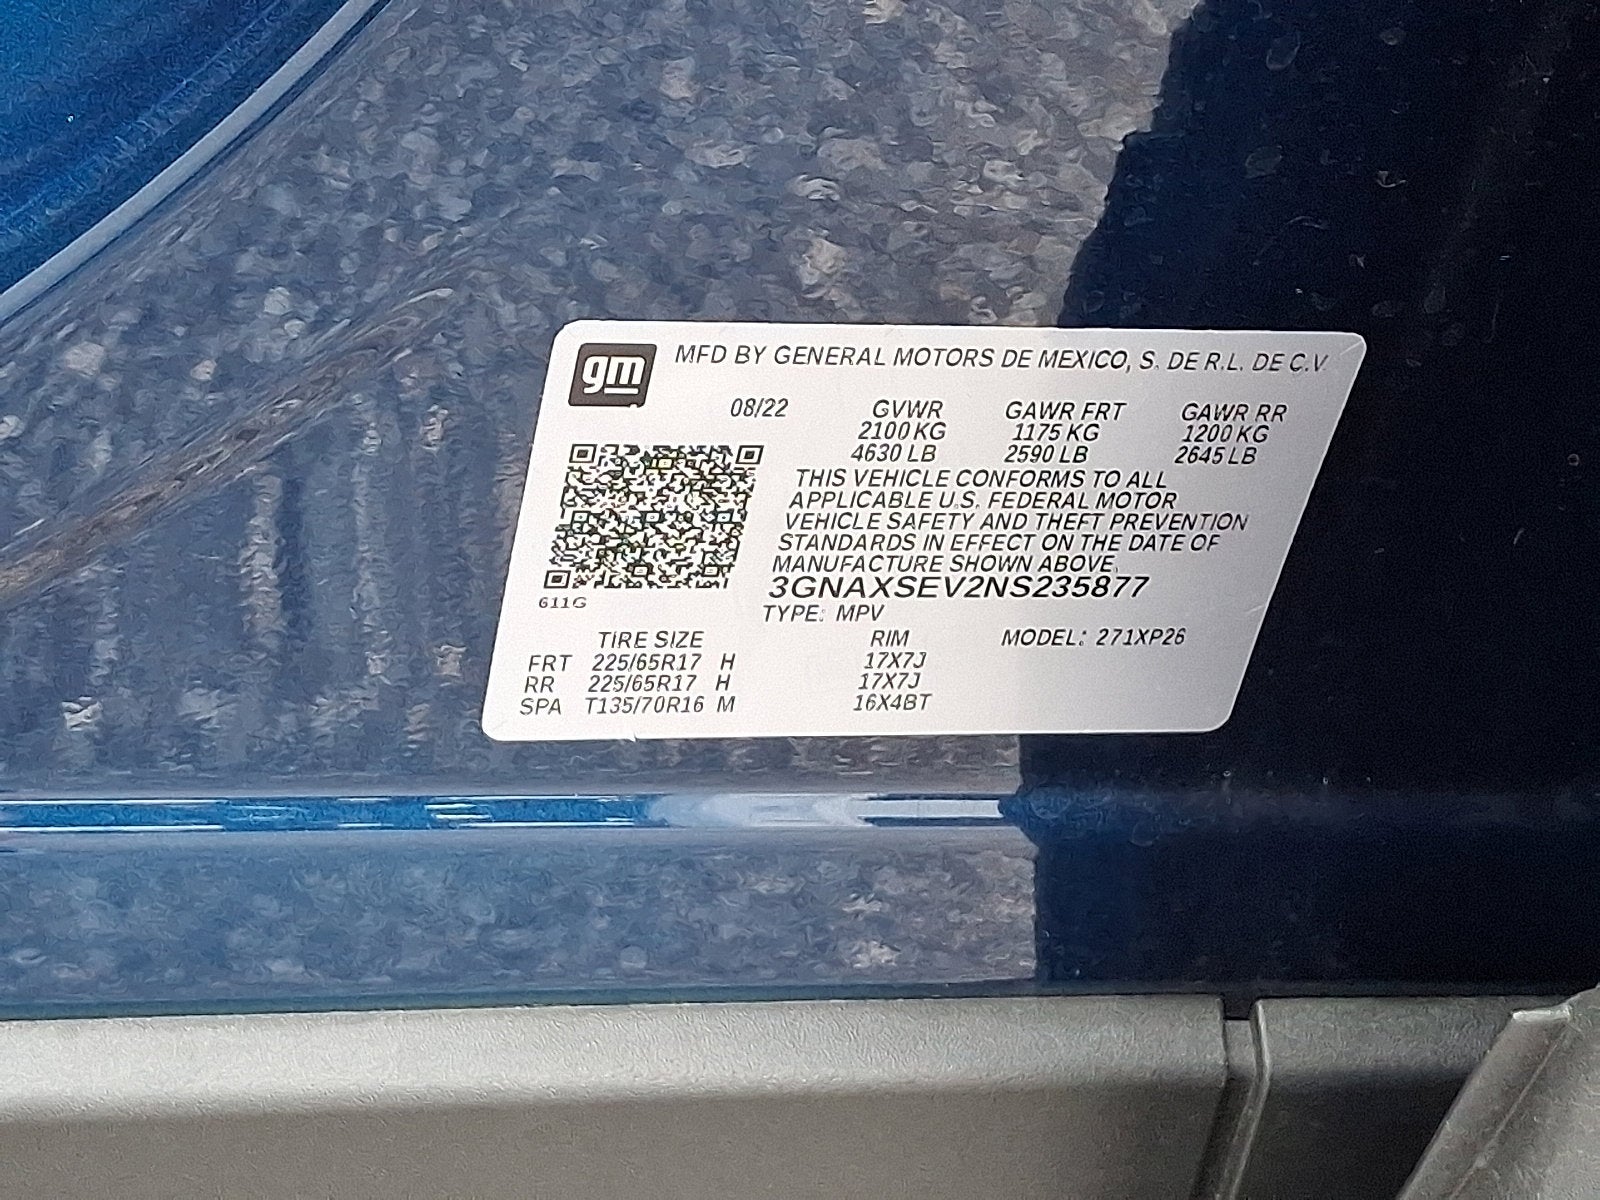 gm
MFD BY GENERAL MOTORS DE MEXICO, S. DE R.L. DE C.V
08/22 GVWR GAWR FRT GAWR RR
2100 KG 1175 KG 1200 KG
4630 LB 2590 LB 2645 LB
THIS VEHICLE CONFORMS TO ALL
APPLICABLE U.S. FEDERAL MOTOR
VEHICLE SAFETY AND THEFT PREVENTION
STANDARDS IN EFFECT ON THE DATE OF
MANUFACTURE SHOWN ABOVE.
3GNAXSEV2NS235877
611G
TYPE: MPV
TIRE SIZE RIM MODEL: 271XP26
FRT 225/65R17 H 17X7J
RR 225/65R17 H 17X7J
SPA T135/70R16 M 16X4BT